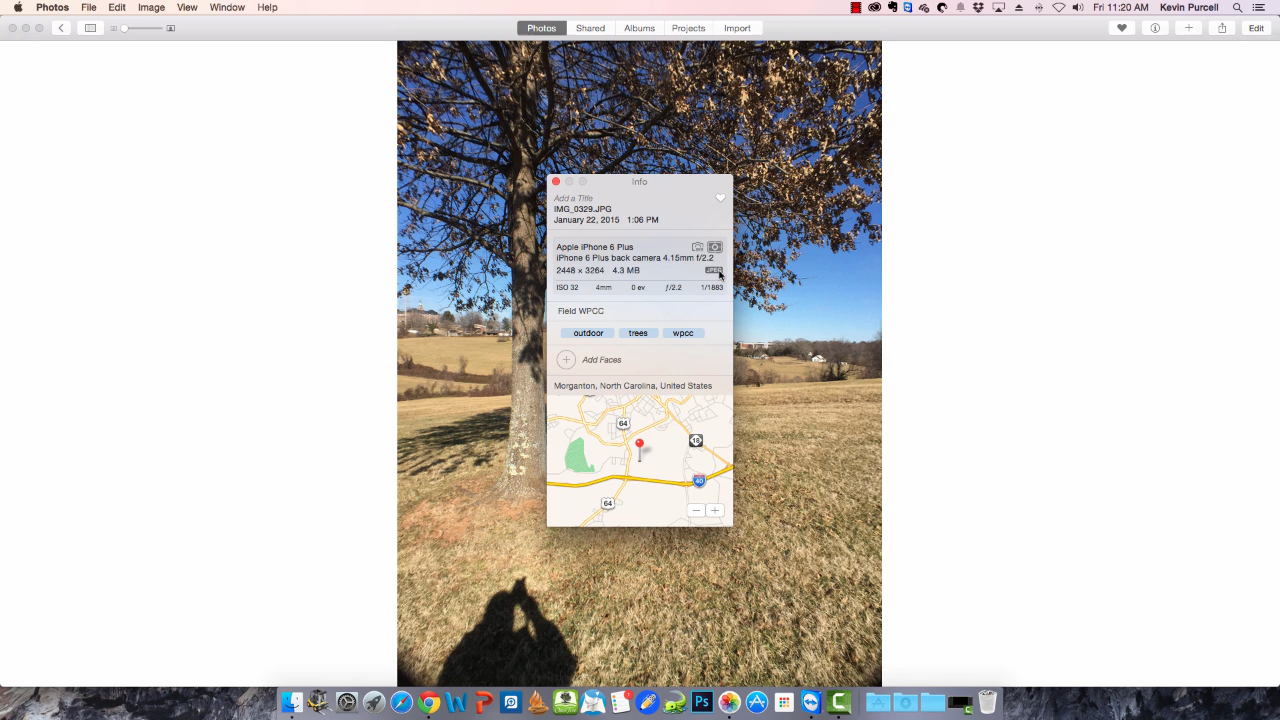 Photos File Edit Image View Window Help Fri 11:20 AM Kevin Purcell
Photos Shared Albums Projects Import Edit
Info
Add a Title
IMG_0329.JPG
January 22, 2015 1:06 PM
Apple iPhone 6 Plus
iPhone 6 Plus back camera 4.15mm f/2.2
2448 × 3264 4.3 MB JPEG
ISO 32 4mm 0 ev ƒ/2.2 1/1883
Field WPCC
outdoor trees wpcc
Add Faces
Morganton, North Carolina, United States
64
18
40
64
W P Ps